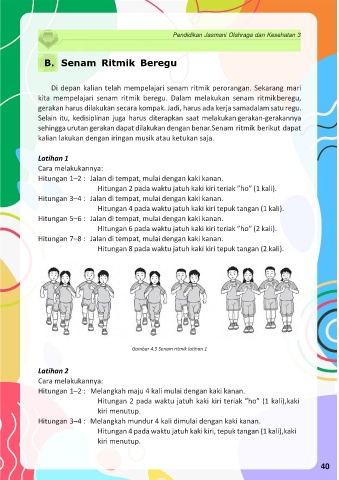 Pendidikan Jasmani Olahraga dan Kesehatan 3
B. Senam Ritmik Beregu
Di depan kalian telah mempelajari senam ritmik perorangan. Sekarang mari
kita mempelajari senam ritmik beregu. Dalam melakukan senam ritmikberegu,
gerakan harus dilakukan secara kompak. Jadi, harus ada kerja samadalam satu regu.
Selain itu, kedisiplinan juga harus diterapkan saat melakukan gerakan-gerakannya
sehingga urutan gerakan dapat dilakukan dengan benar.Senam ritmik berikut dapat
kalian lakukan dengan iringan musik atau ketukan saja.
Latihan 1
Cara melakukannya:
Hitungan 1–2 : Jalan di tempat, mulai dengan kaki kanan.
Hitungan 2 pada waktu jatuh kaki kiri teriak "ho" (1 kali).
Hitungan 3–4 : Jalan di tempat, mulai dengan kaki kanan.
Hitungan 4 pada waktu jatuh kaki kiri tepuk tangan (1 kali).
Hitungan 5–6 : Jalan di tempat, mulai dengan kaki kanan.
Hitungan 6 pada waktu jatuh kaki kiri teriak "ho" (2 kali).
Hitungan 7–8 : Jalan di tempat, mulai dengan kaki kanan.
Hitungan 8 pada waktu jatuh kaki kiri tepuk tangan (2 kali).
Gambar 4.3 Senam ritmik latihan 1
Latihan 2
Cara melakukannya:
Hitungan 1–2 : Melangkah maju 4 kali mulai dengan kaki kanan.
Hitungan 2 pada waktu jatuh kaki kiri teriak "ho" (1 kali),kaki
kiri menutup.
Hitungan 3–4 : Melangkah mundur 4 kali dimulai dengan kaki kanan.
Hitungan 4 pada waktu jatuh kaki kiri, tepuk tangan (1 kali),kaki
kiri menutup.
40